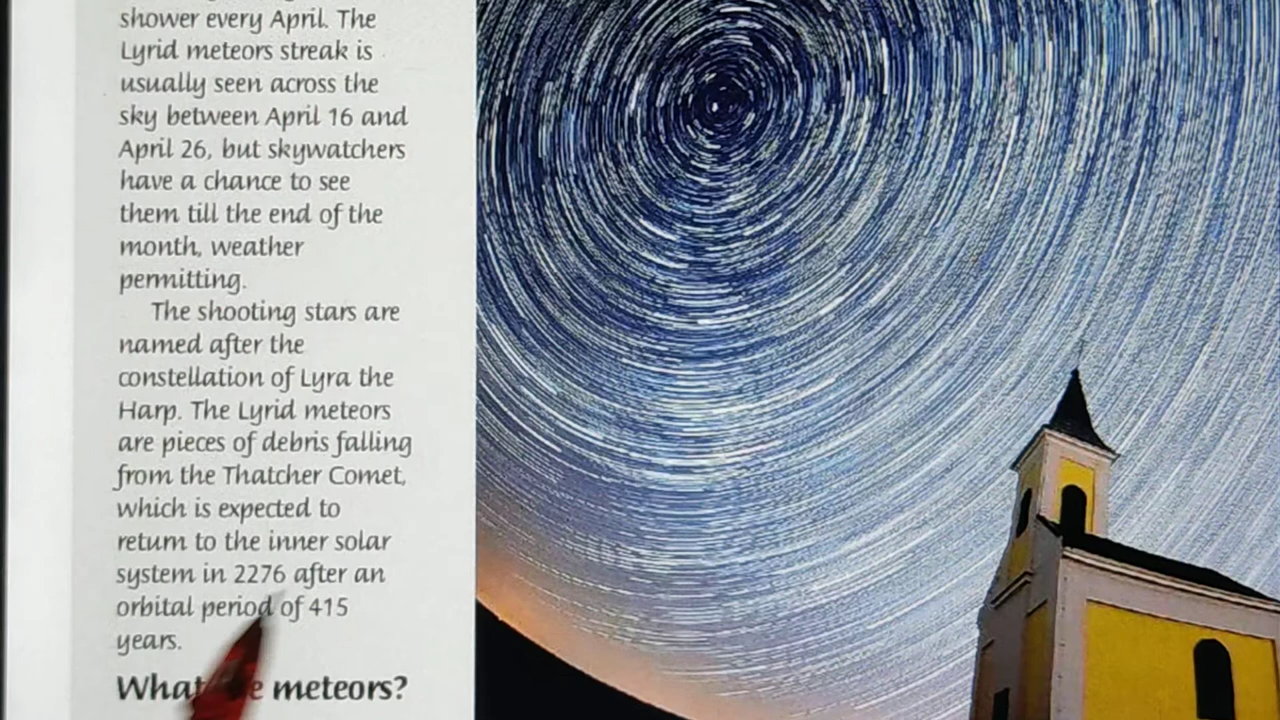 shower every April. The
Lyrid meteors streak is
usually seen across the
sky between April 16 and
April 26, but skywatchers
have a chance to see
them till the end of the
month, weather
permitting.
The shooting stars are
named after the
constellation of Lyra the
Harp. The Lyrid meteors
are pieces of debris falling
from the Thatcher Comet,
which is expected to
return to the inner solar
system in 2276 after an
orbital period of 415
years.
What meteors?